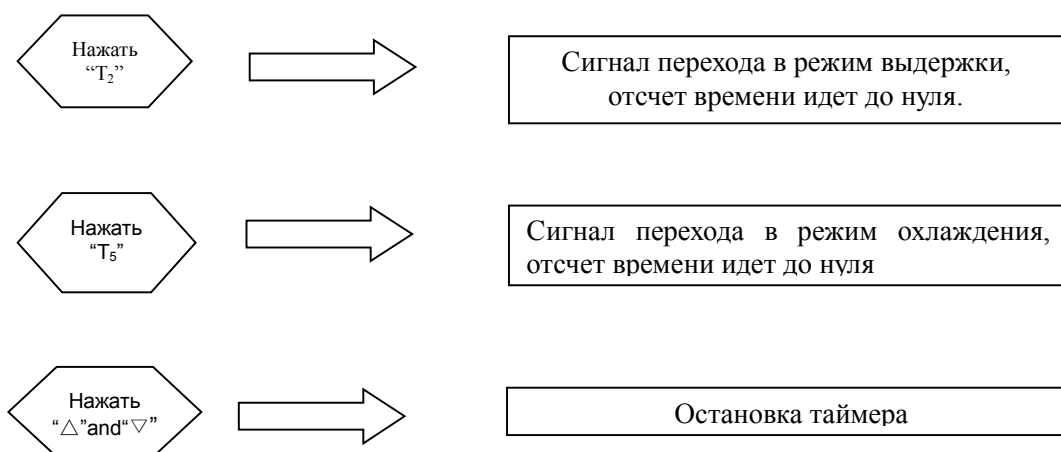 Нажать
“T₂”
Сигнал перехода в режим выдержки,
отсчет времени идет до нуля.
Нажать
“T₅”
Сигнал перехода в режим охлаждения,
отсчет времени идет до нуля
Нажать
“△”and“▽”
Остановка таймера